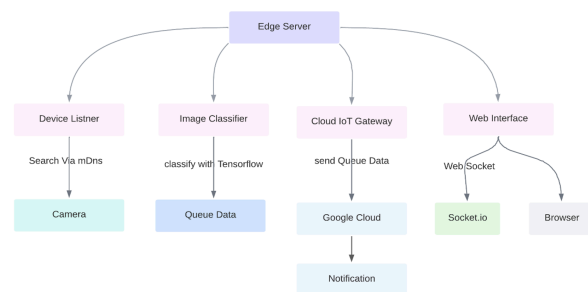 Edge Server
Device Listner
Image Classifier
Cloud IoT Gateway
Web Interface
Search Via mDns
classify with Tensorflow
send Queue Data
Web Socket
Camera
Queue Data
Google Cloud
Socket.io
Browser
Notification